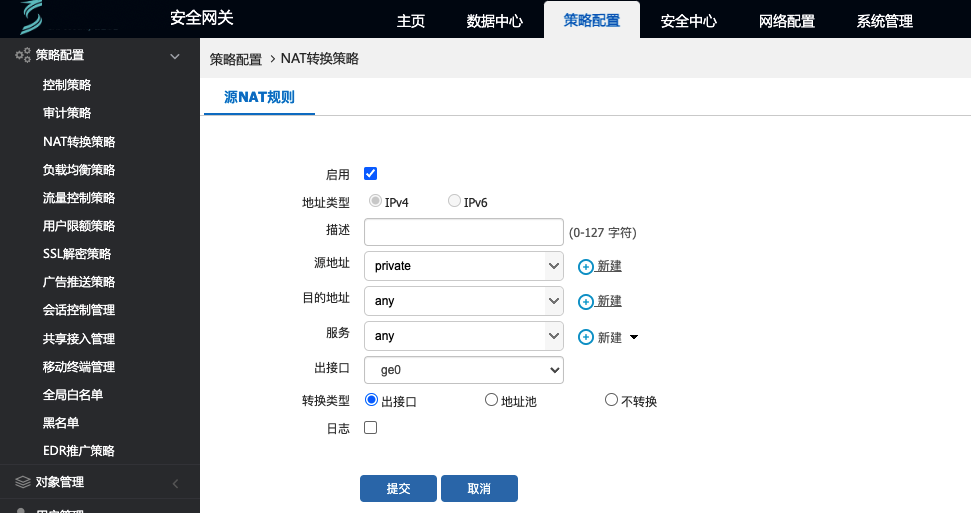 安全网关
主页 数据中心 策略配置 安全中心 网络配置 系统管理
策略配置
控制策略
审计策略
NAT转换策略
负载均衡策略
流量控制策略
用户限额策略
SSL解密策略
广告推送策略
会话控制管理
共享接入管理
移动终端管理
全局白名单
黑名单
EDR推广策略
对象管理
策略配置 > NAT转换策略
源NAT规则
启用
地址类型 IPv4 IPv6
描述 (0-127 字符)
源地址 private 新建
目的地址 any 新建
服务 any 新建
出接口 ge0
转换类型 出接口 地址池 不转换
日志
提交 取消